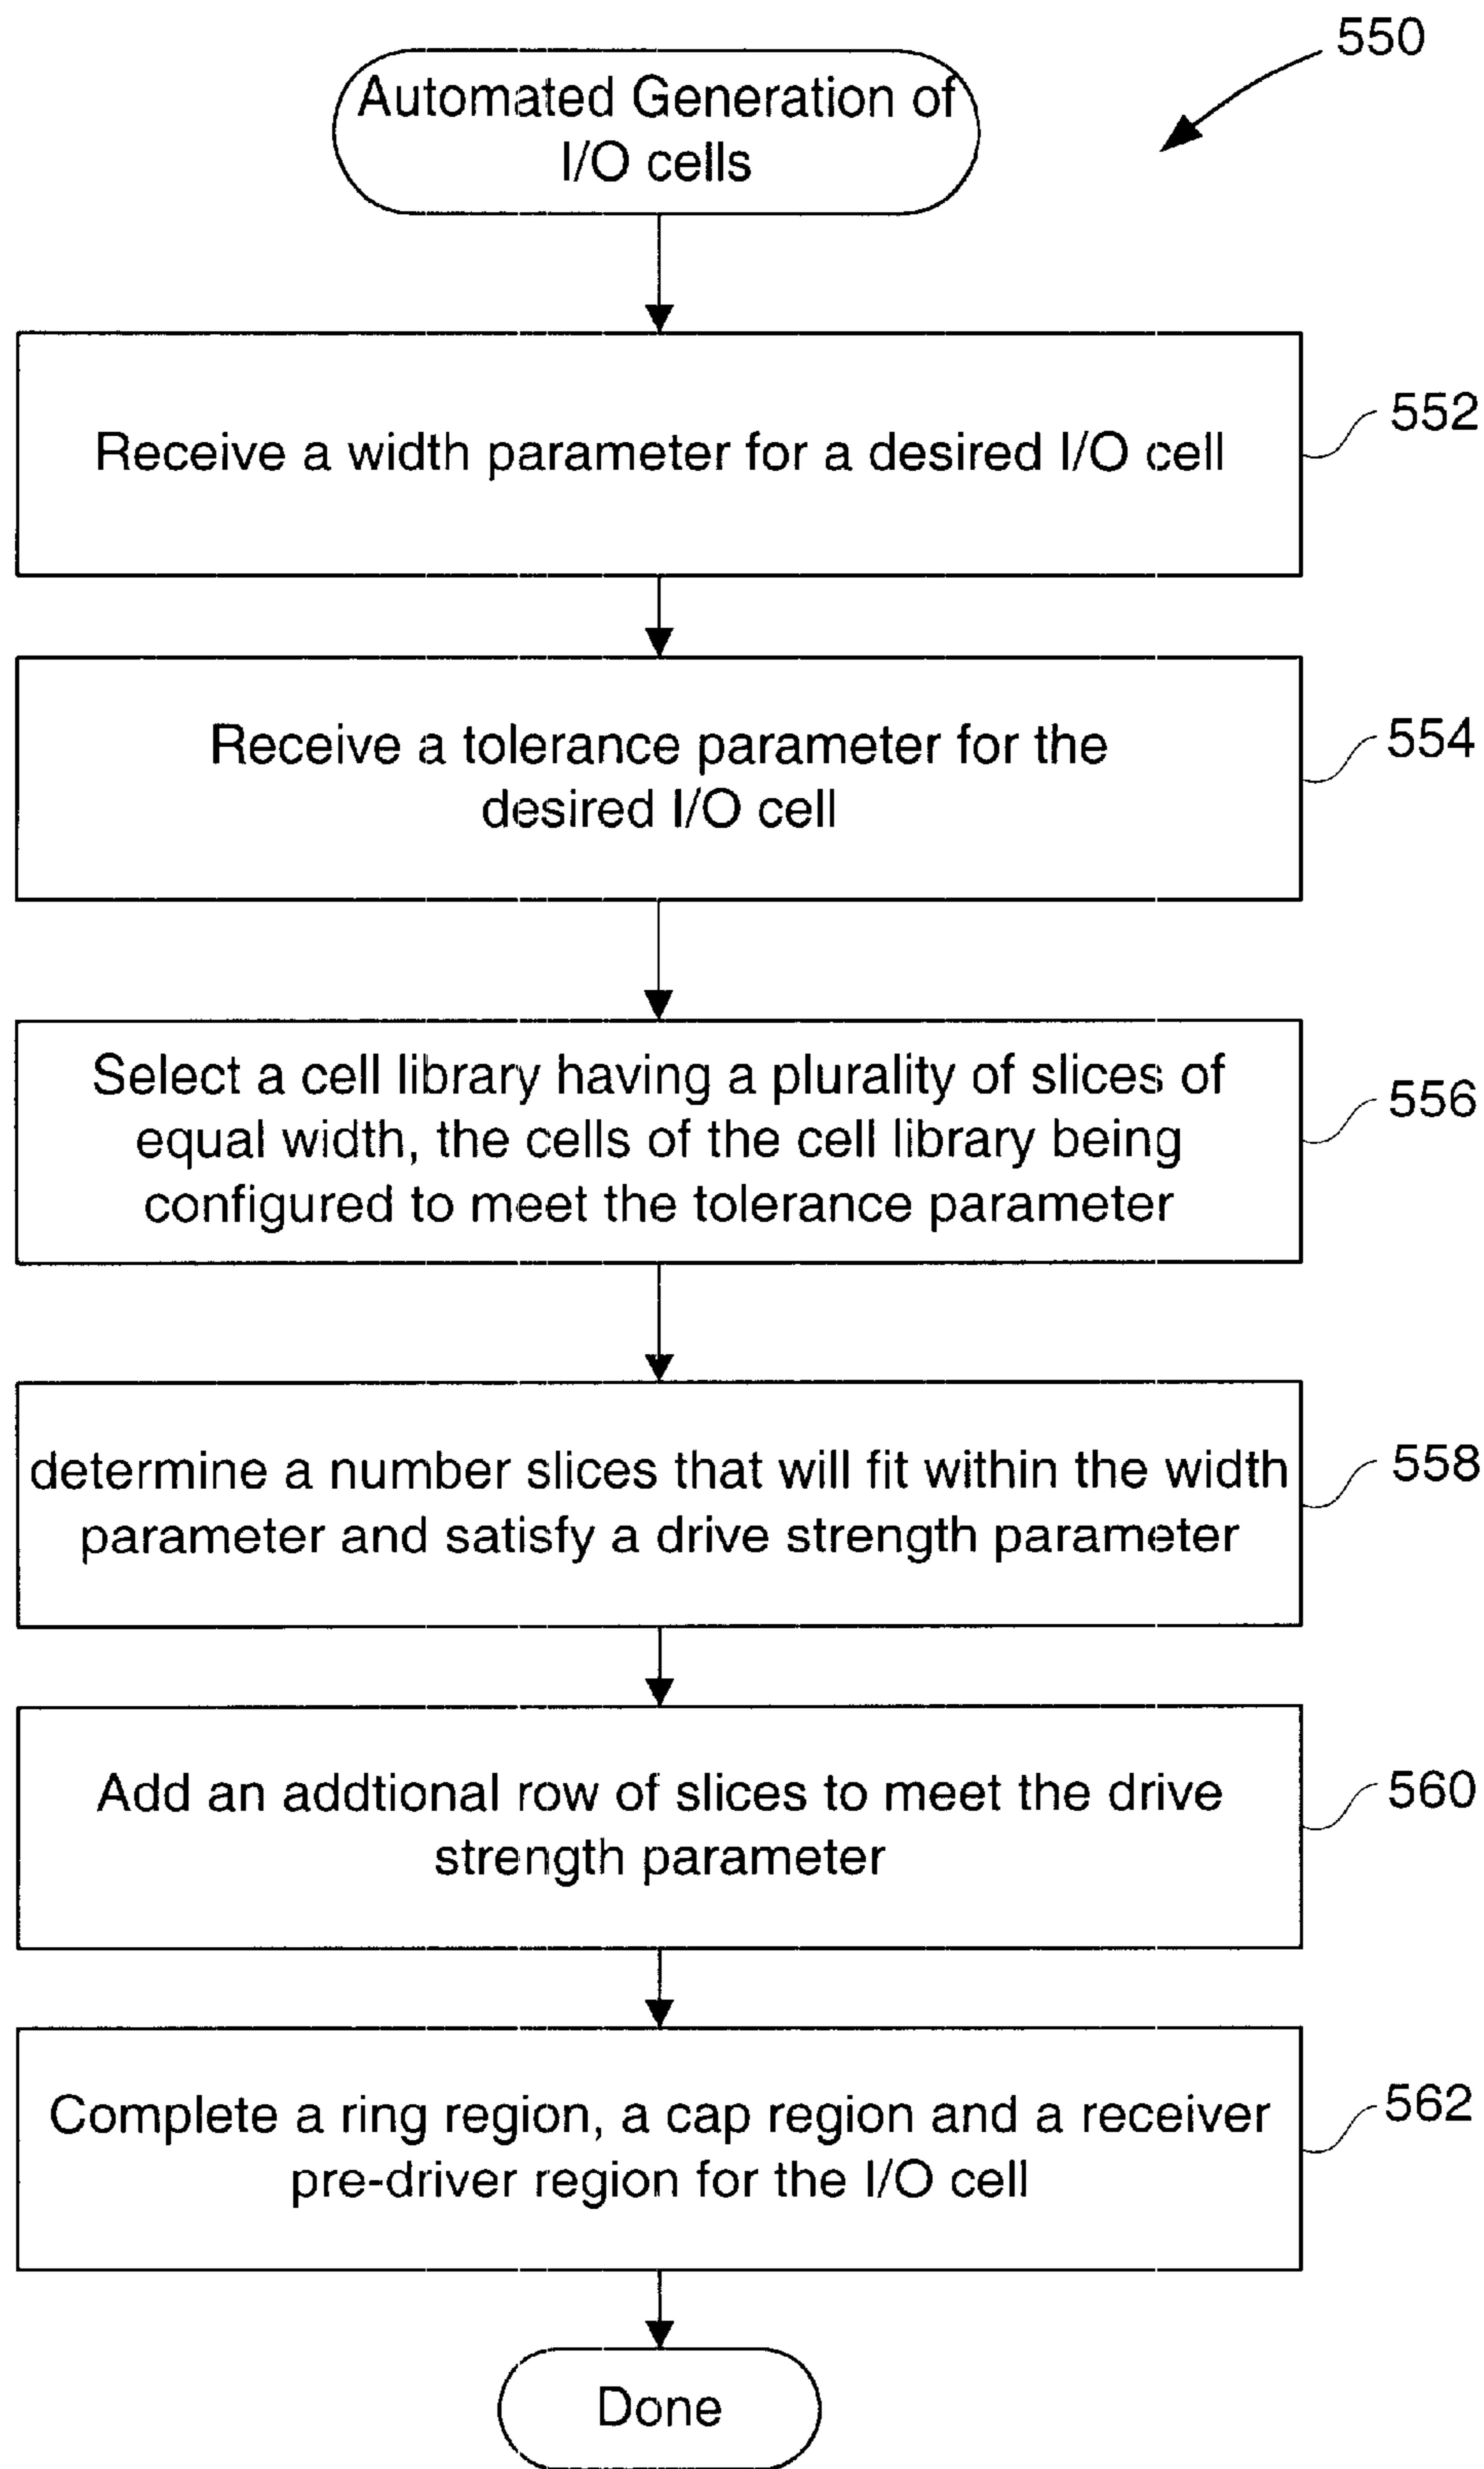 550
Automated Generation of
I/O cells
Receive a width parameter for a desired I/O cell
552
Receive a tolerance parameter for the
desired I/O cell
554
Select a cell library having a plurality of slices of
equal width, the cells of the cell library being
configured to meet the tolerance parameter
556
determine a number slices that will fit within the width
parameter and satisfy a drive strength parameter
558
Add an addtional row of slices to meet the drive
strength parameter
560
Complete a ring region, a cap region and a receiver
pre-driver region for the I/O cell
562
Done